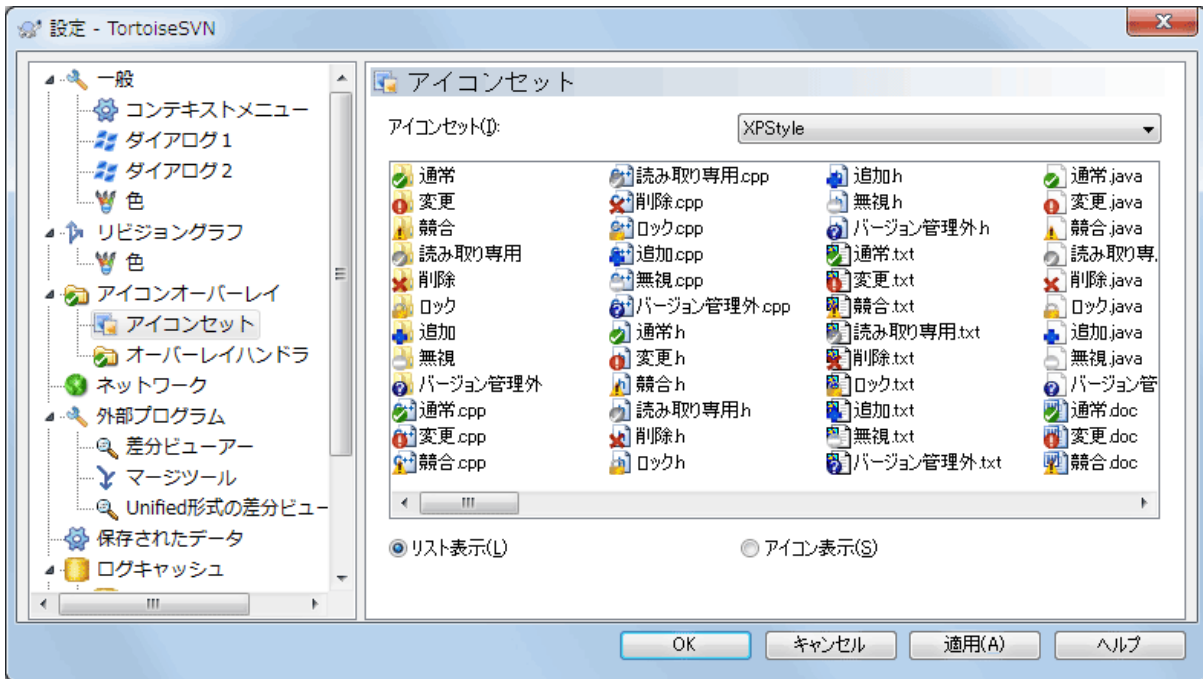 設定 - TortoiseSVN
一般
コンテキストメニュー
ダイアログ1
ダイアログ2
色
リビジョングラフ
色
アイコンオーバーレイ
アイコンセット
オーバーレイハンドラ
ネットワーク
外部プログラム
差分ビューアー
マージツール
Unified形式の差分ビュー
保存されたデータ
ログキャッシュ
アイコンセット
アイコンセット(I):
XPStyle
通常
変更
競合
読み取り専用
削除
ロック
追加
無視
バージョン管理外
通常.cpp
変更.cpp
競合.cpp
読み取り専用.cpp
削除.cpp
ロック.cpp
追加.cpp
無視.cpp
バージョン管理外.cpp
通常.h
変更.h
競合.h
読み取り専用.h
削除.h
ロック.h
追加.h
無視.h
バージョン管理外.h
通常.txt
変更.txt
競合.txt
読み取り専用.txt
削除.txt
ロック.txt
追加.txt
無視.txt
バージョン管理外.txt
通常.java
変更.java
競合.java
読み取り専.
削除.java
ロック.java
追加.java
無視.java
バージョン管
通常.doc
変更.doc
競合.doc
リスト表示(L)
アイコン表示(S)
OK
キャンセル
適用(A)
ヘルプ